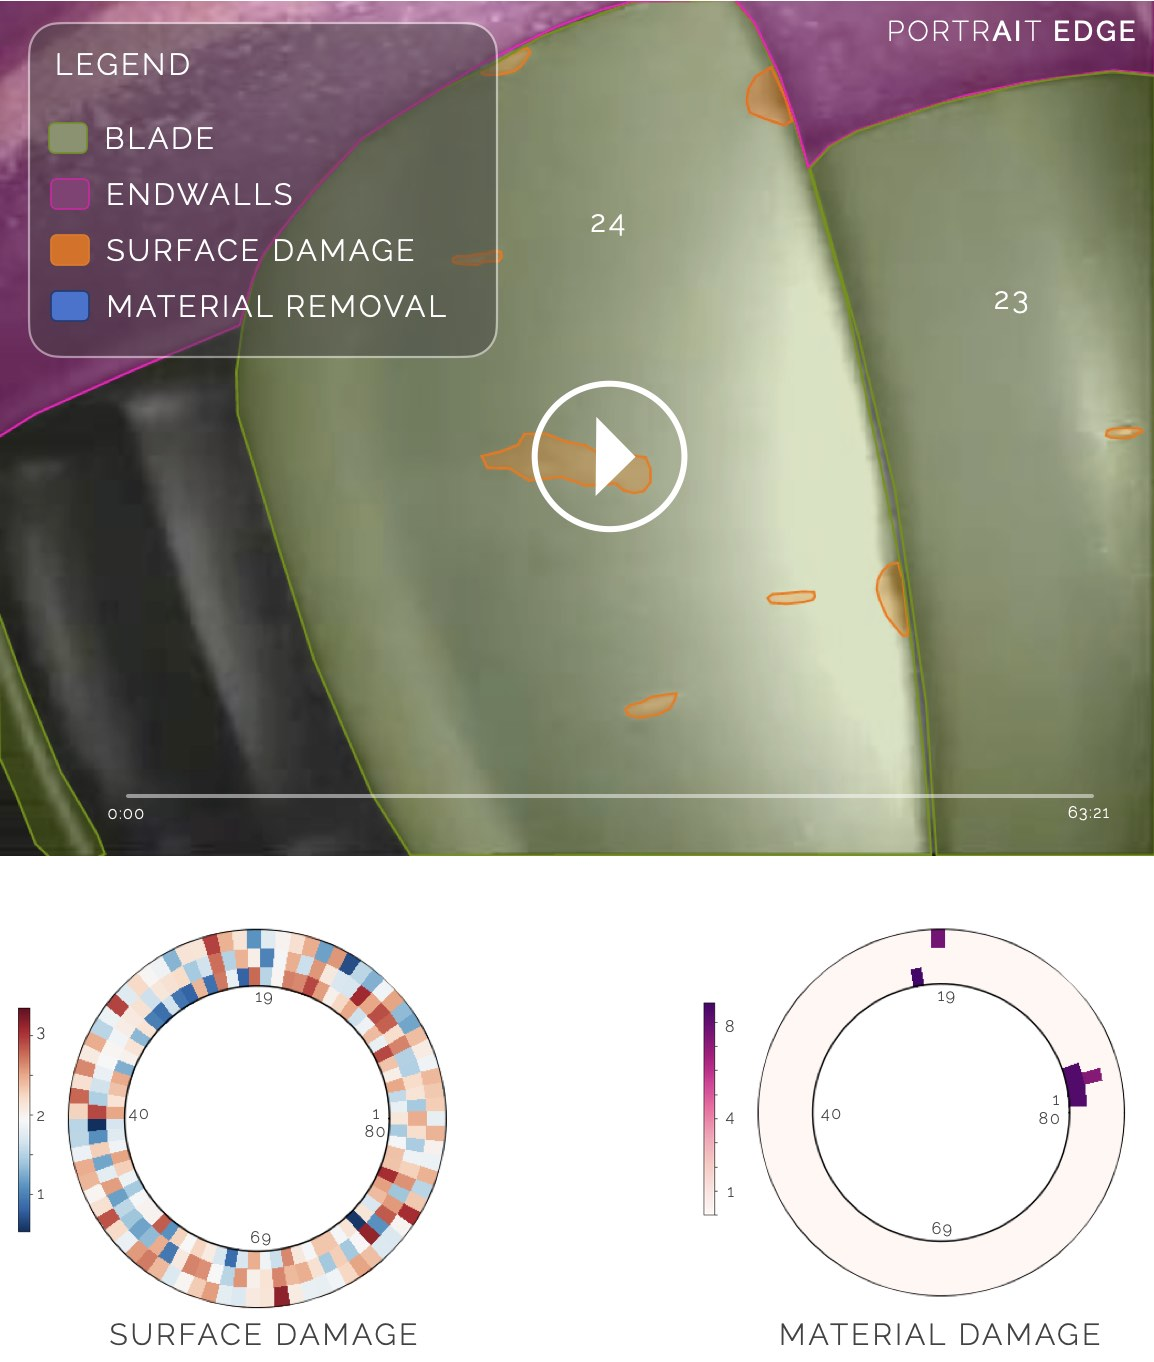 PORTRAIT EDGE
LEGEND
BLADE
ENDWALLS
SURFACE DAMAGE
MATERIAL REMOVAL
24
23
0:00
63:21
3
2
1
19
40
1
80
69
SURFACE DAMAGE
8
4
1
19
40
1
80
69
MATERIAL DAMAGE